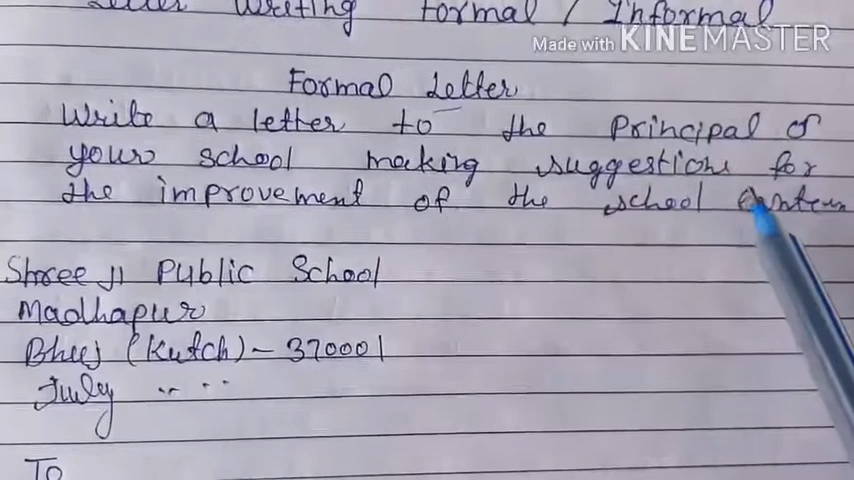 Letter Writing Formal / Informal
Made with KINEMASTER
Formal Letter
Write a letter to the Principal of
your school making suggestions for
the improvement of the school Canteen
Shree Ji Public School
Madhapur
Bhuj (Kutch) - 370001
July .. ..
To